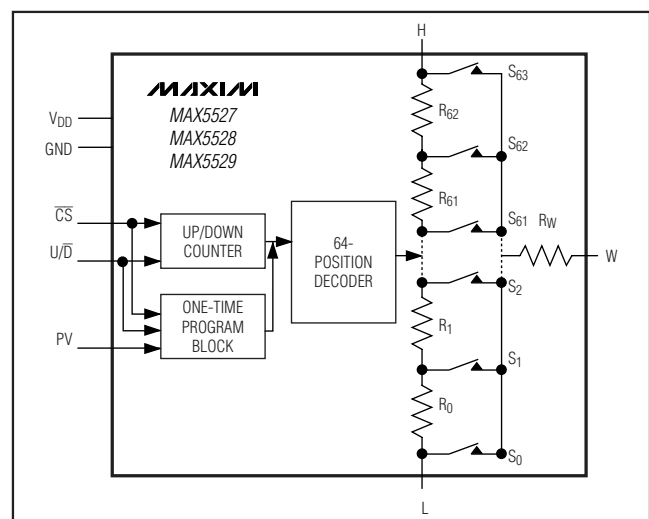 H
MAXIM
MAX5527
MAX5528
MAX5529
VDD
GND
CS
U/D
PV
UP/DOWN
COUNTER
ONE-TIME
PROGRAM
BLOCK
64-
POSITION
DECODER
S63
R62
S62
R61
S61
RW
W
S2
R1
S1
R0
S0
L